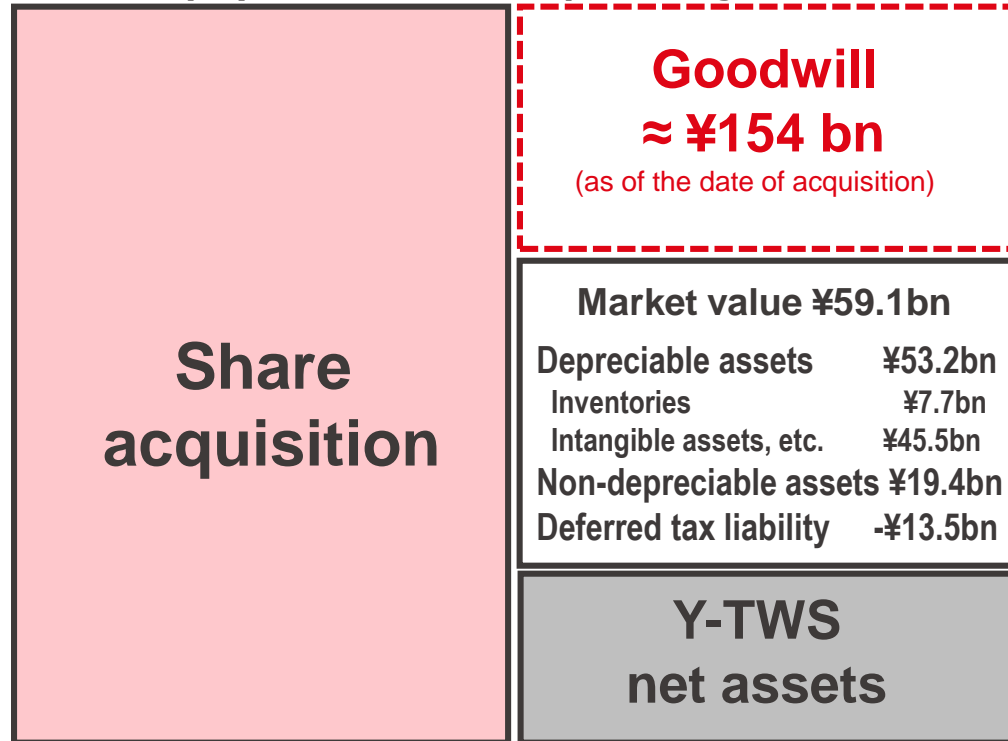 Share
acquisition
Goodwill
≈ ¥154 bn
(as of the date of acquisition)
Market value ¥59.1bn
Depreciable assets ¥53.2bn
Inventories ¥7.7bn
Intangible assets, etc. ¥45.5bn
Non-depreciable assets ¥19.4bn
Deferred tax liability -¥13.5bn
Y-TWS
net assets